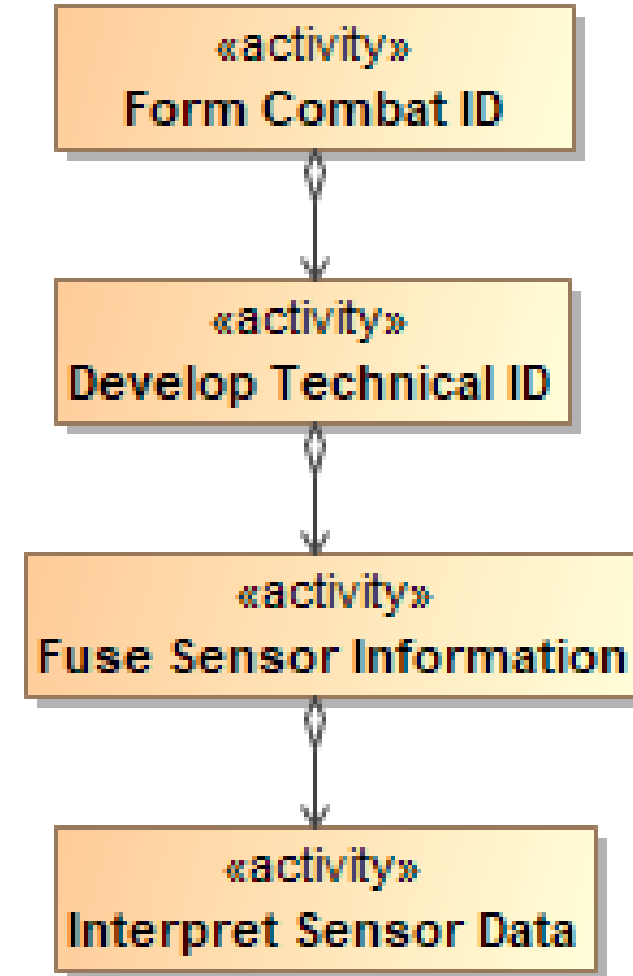 «activity»
Form Combat ID
«activity»
Develop Technical ID
«activity»
Fuse Sensor Information
«activity»
Interpret Sensor Data